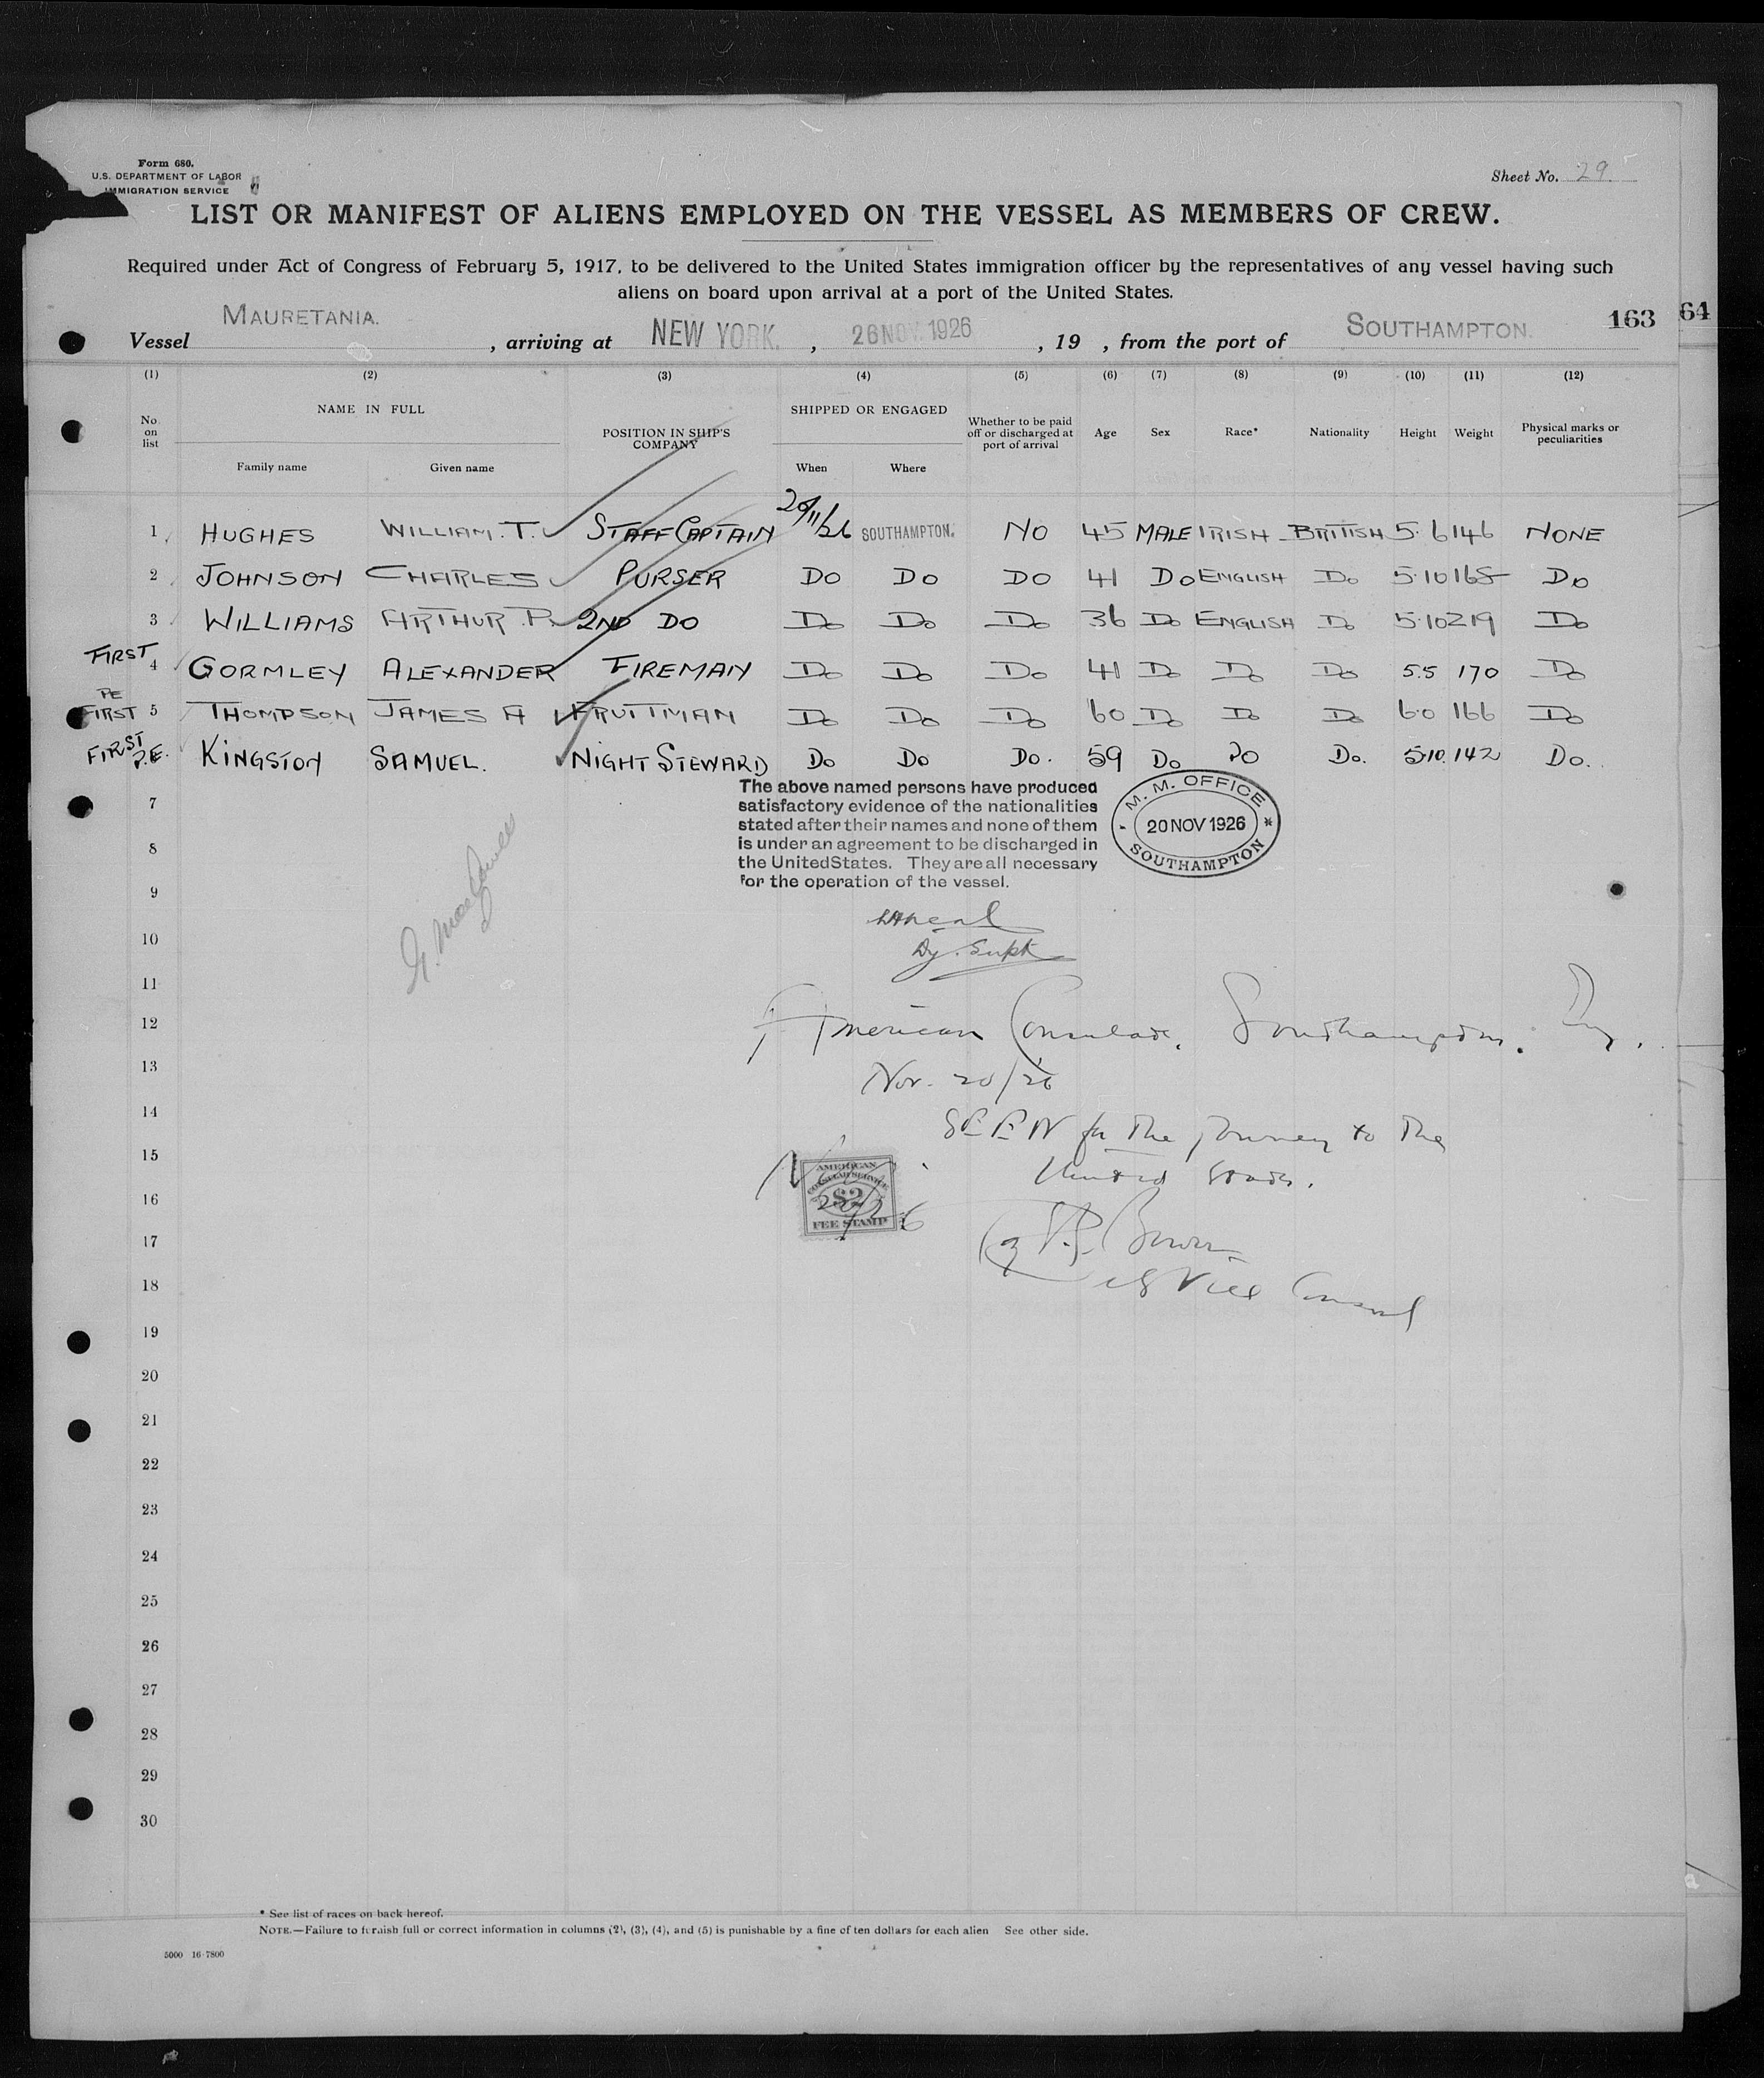 Form 680.
U.S. DEPARTMENT OF LABOR
IMMIGRATION SERVICE
Sheet No. 29.
LIST OR MANIFEST OF ALIENS EMPLOYED ON THE VESSEL AS MEMBERS OF CREW.
Required under Act of Congress of February 5, 1917, to be delivered to the United States immigration officer by the representatives of any vessel having such
aliens on board upon arrival at a port of the United States.
Vessel MAURETANIA. , arriving at NEW YORK. , 26 NOV. 1926 , 19 , from the port of SOUTHAMPTON. 163 64
(1) (2) (3) (4) (5) (6) (7) (8) (9) (10) (11) (12)
No. on list NAME IN FULL Family name Given name POSITION IN SHIP'S COMPANY SHIPPED OR ENGAGED When Where Whether to be paid off or discharged at port of arrival Age Sex Race* Nationality Height Weight Physical marks or peculiarities
1 HUGHES WILLIAM. T. STAFF CAPTAIN 20/11/26 SOUTHAMPTON. NO 45 MALE IRISH BRITISH 5.6 146 NONE
2 JOHNSON CHARLES PURSER DO DO DO 41 DO ENGLISH Do 5.10 168 Do
3 WILLIAMS ARTHUR P. 2ND DO Do Do Do 36 Do ENGLISH Do 5.10 219 Do
FIRST 4 GORMLEY ALEXANDER FIREMAN Do Do Do 41 Do Do Do 5.5 170 Do
PE FIRST 5 THOMPSON JAMES A FRUITMAN Do Do Do 60 Do Do Do 6.0 166 Do
FIRST P.E. KINGSTON SAMUEL. NIGHT STEWARD Do Do Do. 59 Do Do Do. 5.10. 142 Do.
The above named persons have produced
satisfactory evidence of the nationalities
stated after their names and none of them
is under an agreement to be discharged in
the United States. They are all necessary
for the operation of the vessel.
M. M. OFFICE
20 NOV 1926
SOUTHAMPTON
Dy. Supt
American Consulate, Southampton. Eng.
Nov. 20/26
SEEN for the journey to the
United States.
AMERICAN
CONSULAR SERVICE
$2
FEE STAMP
US Vice Consul
7
8
9
10
11
12
13
14
15
16
17
18
19
20
21
22
23
24
25
26
27
28
29
30
* See list of races on back hereof.
NOTE.—Failure to furnish full or correct information in columns (2), (3), (4), and (5) is punishable by a fine of ten dollars for each alien See other side.
5000 16-7800